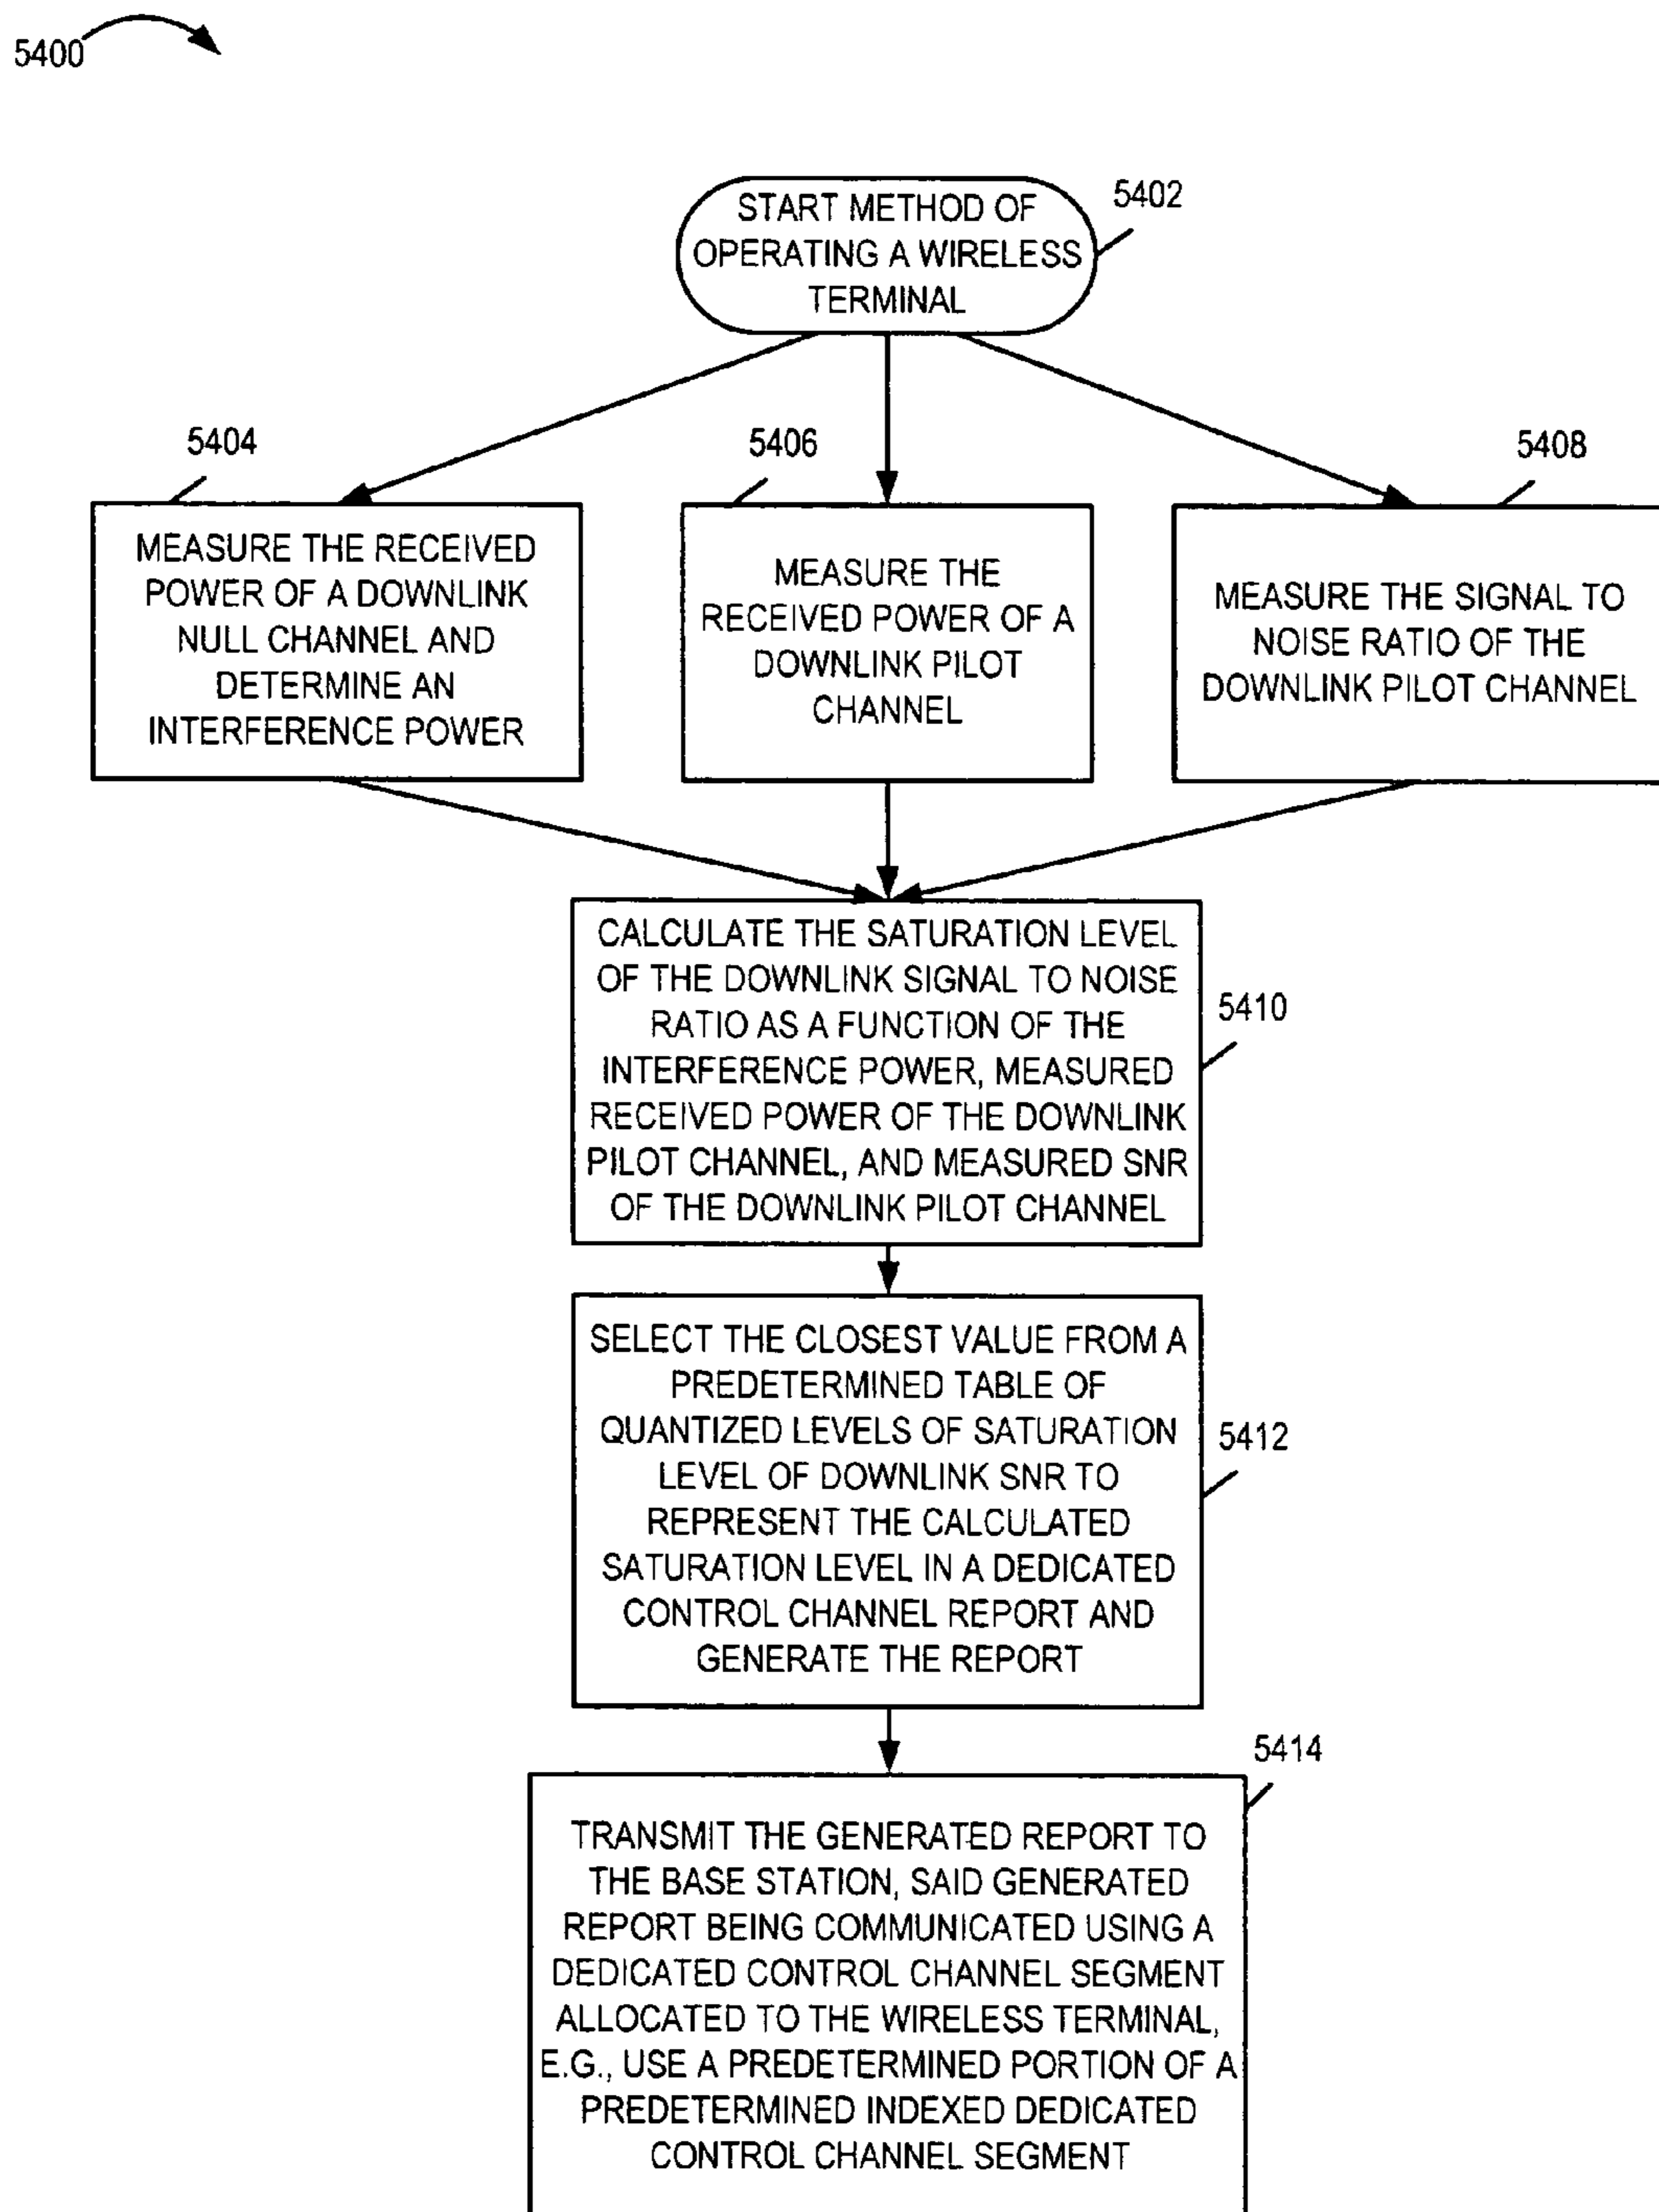 5400
START METHOD OF
OPERATING A WIRELESS
TERMINAL
5402
5404
MEASURE THE RECEIVED
POWER OF A DOWNLINK
NULL CHANNEL AND
DETERMINE AN
INTERFERENCE POWER
5406
MEASURE THE
RECEIVED POWER OF A
DOWNLINK PILOT
CHANNEL
5408
MEASURE THE SIGNAL TO
NOISE RATIO OF THE
DOWNLINK PILOT CHANNEL
CALCULATE THE SATURATION LEVEL
OF THE DOWNLINK SIGNAL TO NOISE
RATIO AS A FUNCTION OF THE
INTERFERENCE POWER, MEASURED
RECEIVED POWER OF THE DOWNLINK
PILOT CHANNEL, AND MEASURED SNR
OF THE DOWNLINK PILOT CHANNEL
5410
SELECT THE CLOSEST VALUE FROM A
PREDETERMINED TABLE OF
QUANTIZED LEVELS OF SATURATION
LEVEL OF DOWNLINK SNR TO
REPRESENT THE CALCULATED
SATURATION LEVEL IN A DEDICATED
CONTROL CHANNEL REPORT AND
GENERATE THE REPORT
5412
5414
TRANSMIT THE GENERATED REPORT TO
THE BASE STATION, SAID GENERATED
REPORT BEING COMMUNICATED USING A
DEDICATED CONTROL CHANNEL SEGMENT
ALLOCATED TO THE WIRELESS TERMINAL,
E.G., USE A PREDETERMINED PORTION OF A
PREDETERMINED INDEXED DEDICATED
CONTROL CHANNEL SEGMENT